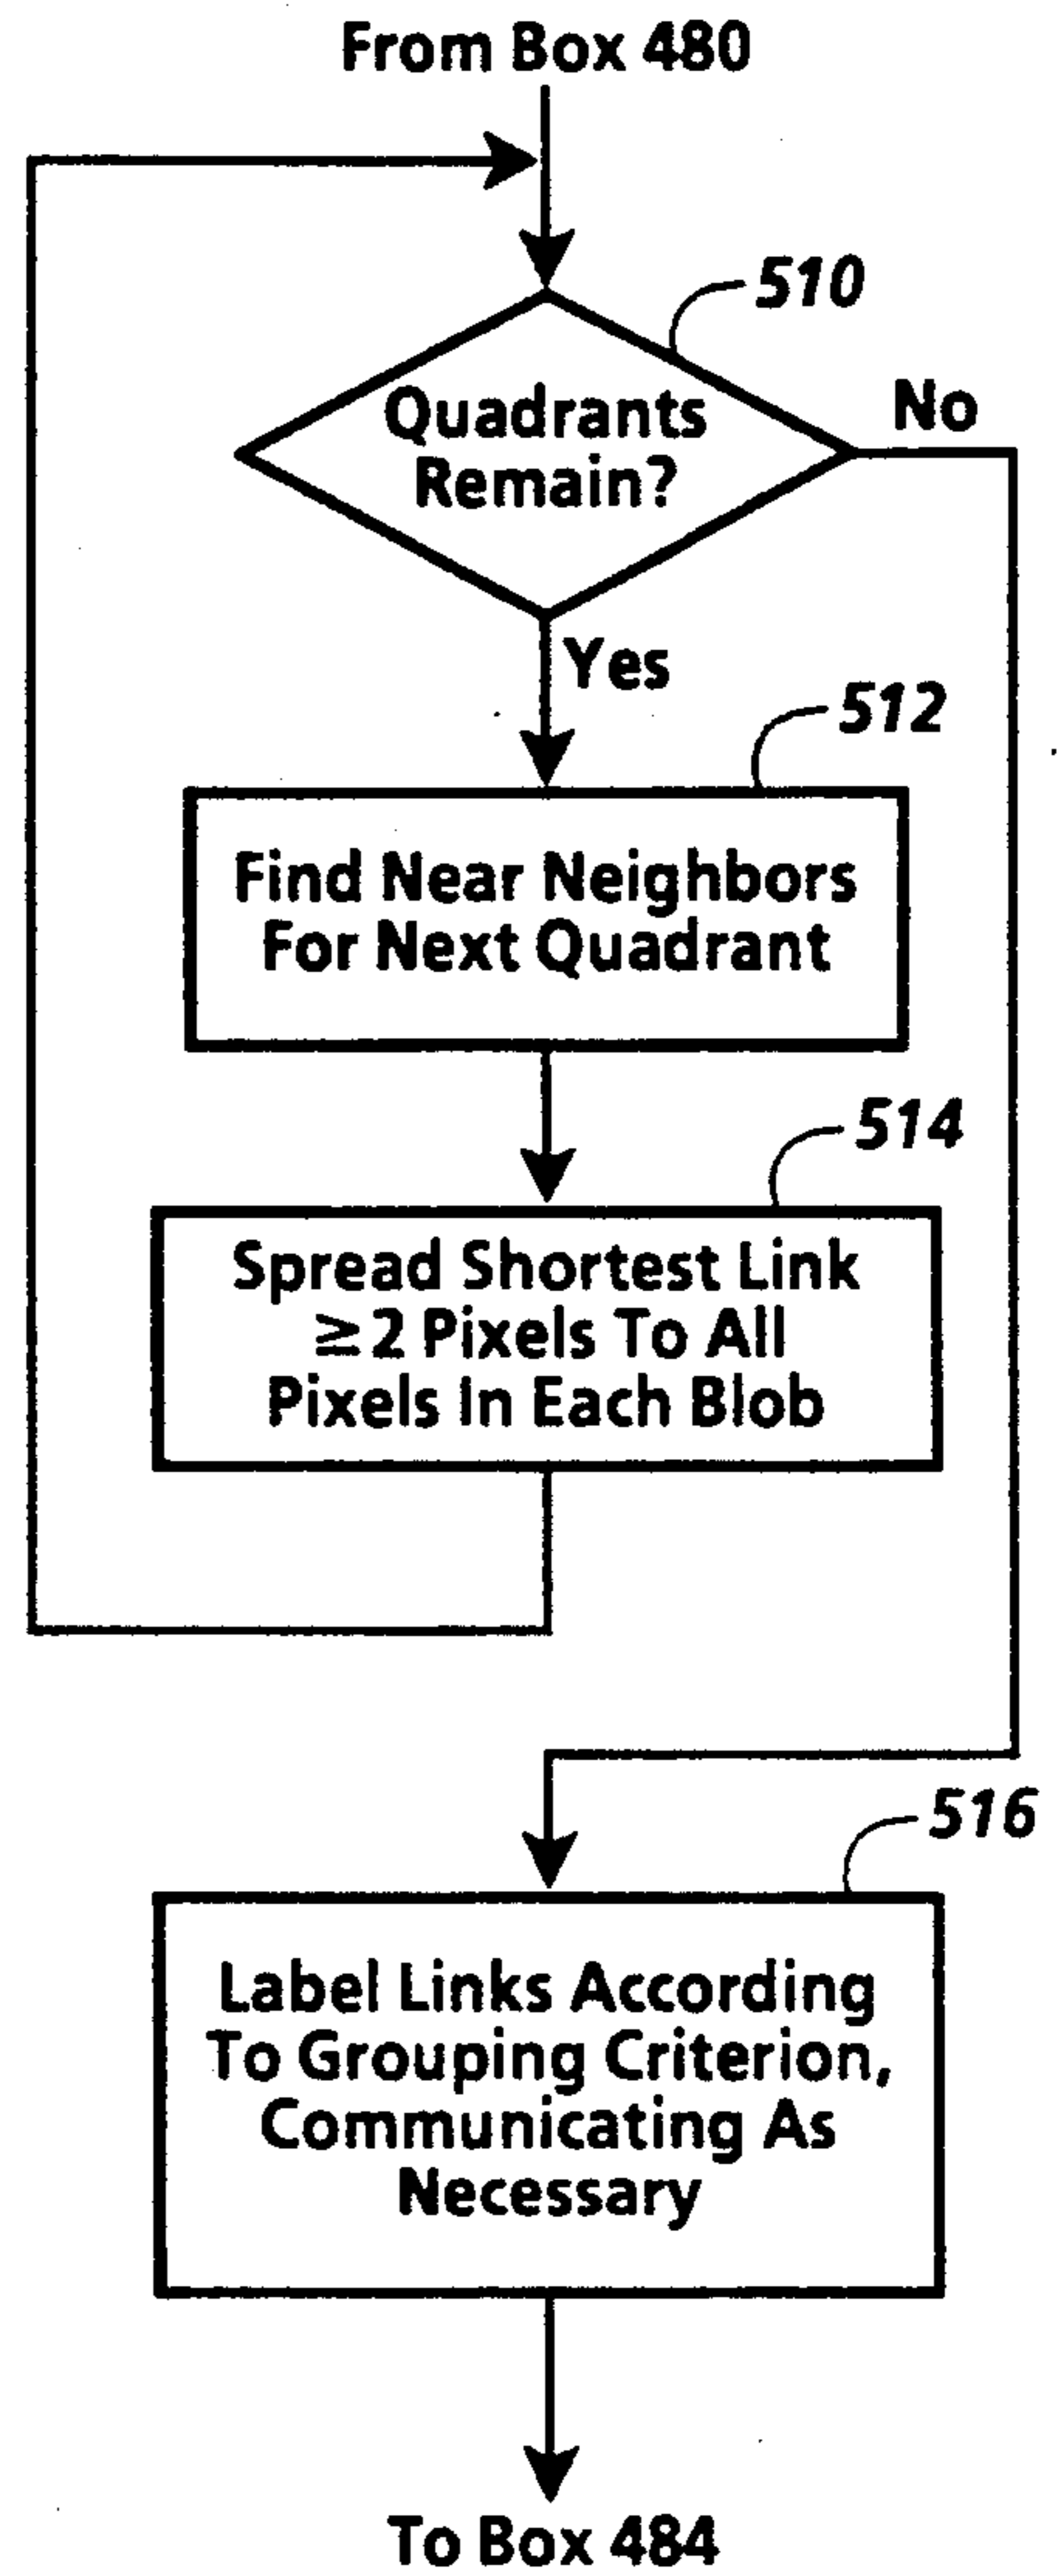 From Box 480
510
Quadrants
Remain?
No
Yes
512
Find Near Neighbors
For Next Quadrant
514
Spread Shortest Link
≥2 Pixels To All
Pixels In Each Blob
516
Label Links According
To Grouping Criterion,
Communicating As
Necessary
To Box 484